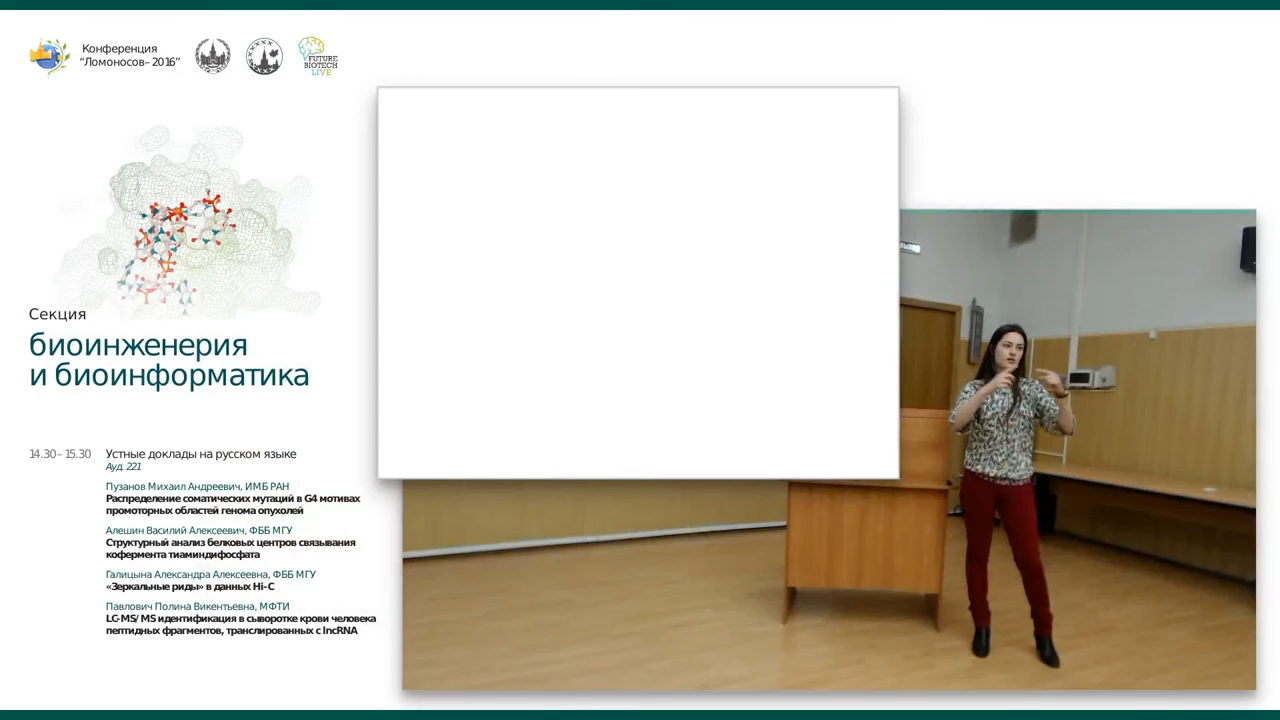 Конференция
“Ломоносов–2016”
FUTURE
BIOTECH
LIVE
Секция
биоинженерия
и биоинформатика
14.30–15.30 Устные доклады на русском языке
Ауд. 221
Пузанов Михаил Андреевич, ИМБ РАН
Распределение соматических мутаций в G4 мотивах
промоторных областей генома опухолей
Алешин Василий Алексеевич, ФББ МГУ
Структурный анализ белковых центров связывания
кофермента тиаминдифосфата
Галицына Александра Алексеевна, ФББ МГУ
«Зеркальные риды» в данных Hi-C
Павлович Полина Викентьевна, МФТИ
LC-MS/MS идентификация в сыворотке крови человека
пептидных фрагментов, транслированных с lncRNA